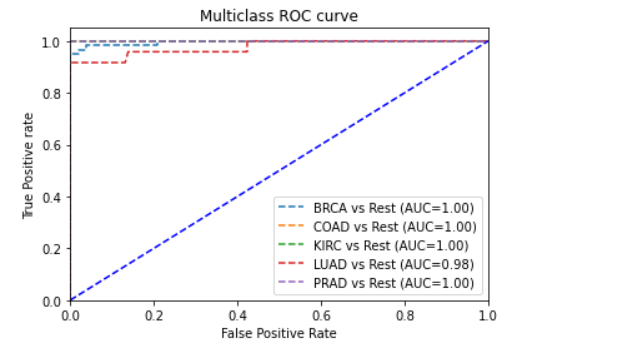 Multiclass ROC curve
1.0
0.8
0.6
0.4
0.2
0.0
True Positive rate
BRCA vs Rest (AUC=1.00)
COAD vs Rest (AUC=1.00)
KIRC vs Rest (AUC=1.00)
LUAD vs Rest (AUC=0.98)
PRAD vs Rest (AUC=1.00)
0.0 0.2 0.4 0.6 0.8 1.0
False Positive Rate